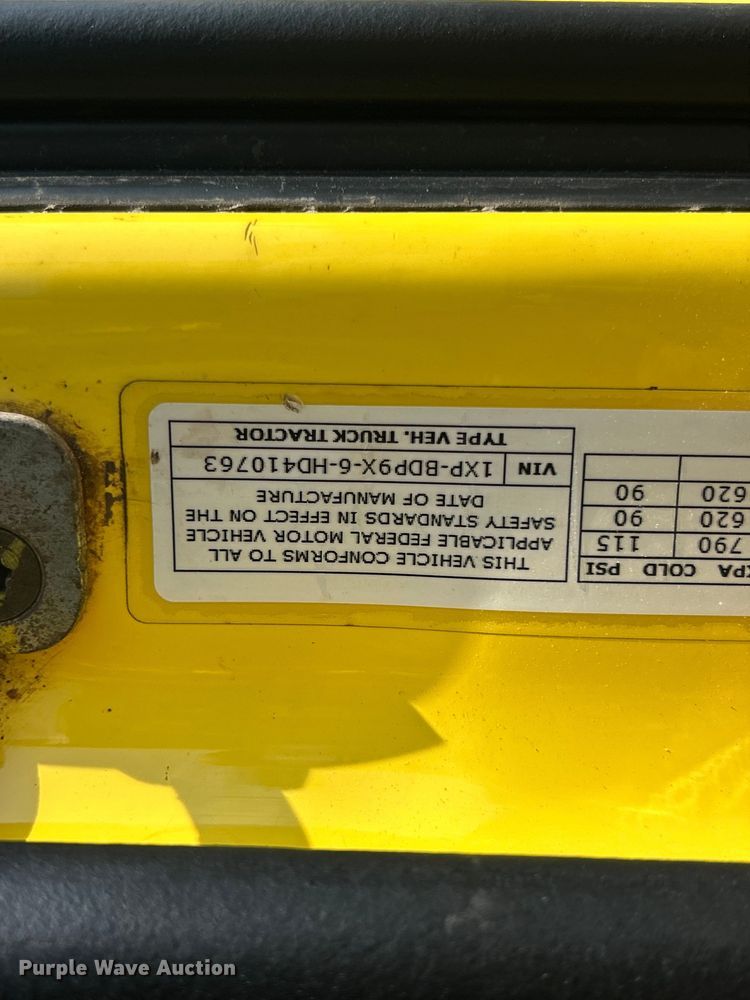 KPA COLD PSI
790 115
620 90
620 90
THIS VEHICLE CONFORMS TO ALL
APPLICABLE FEDERAL MOTOR VEHICLE
SAFETY STANDARDS IN EFFECT ON THE
DATE OF MANUFACTURE
VIN 1XP-BDP9X-6-HD410763
TYPE VEH. TRUCK TRACTOR
Purple Wave Auction